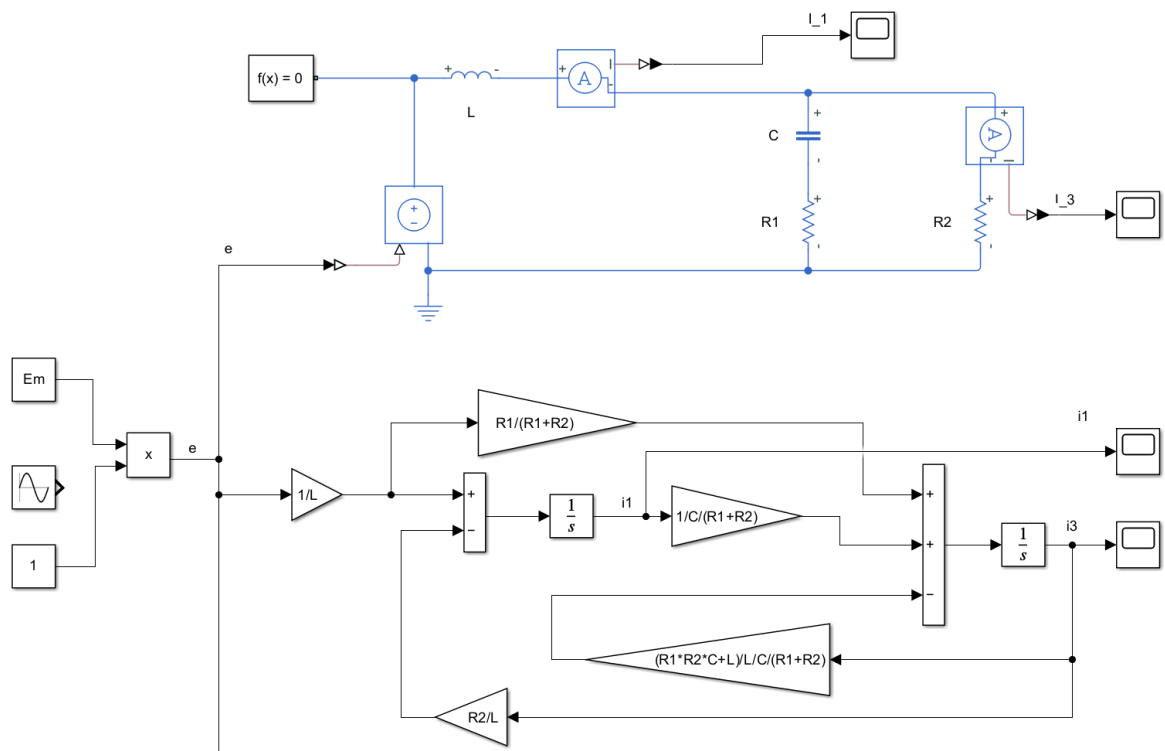 I_1
f(x) = 0
+
-
+
A
I
-
L
+
C
-
+
A
-
I
+
-
R1
+
-
R2
+
-
I_3
e
Em
x
e
1
1/L
R1/(R1+R2)
+
−
1
s
i1
1/C/(R1+R2)
i1
+
+
−
1
s
i3
(R1*R2*C+L)/L/C/(R1+R2)
R2/L